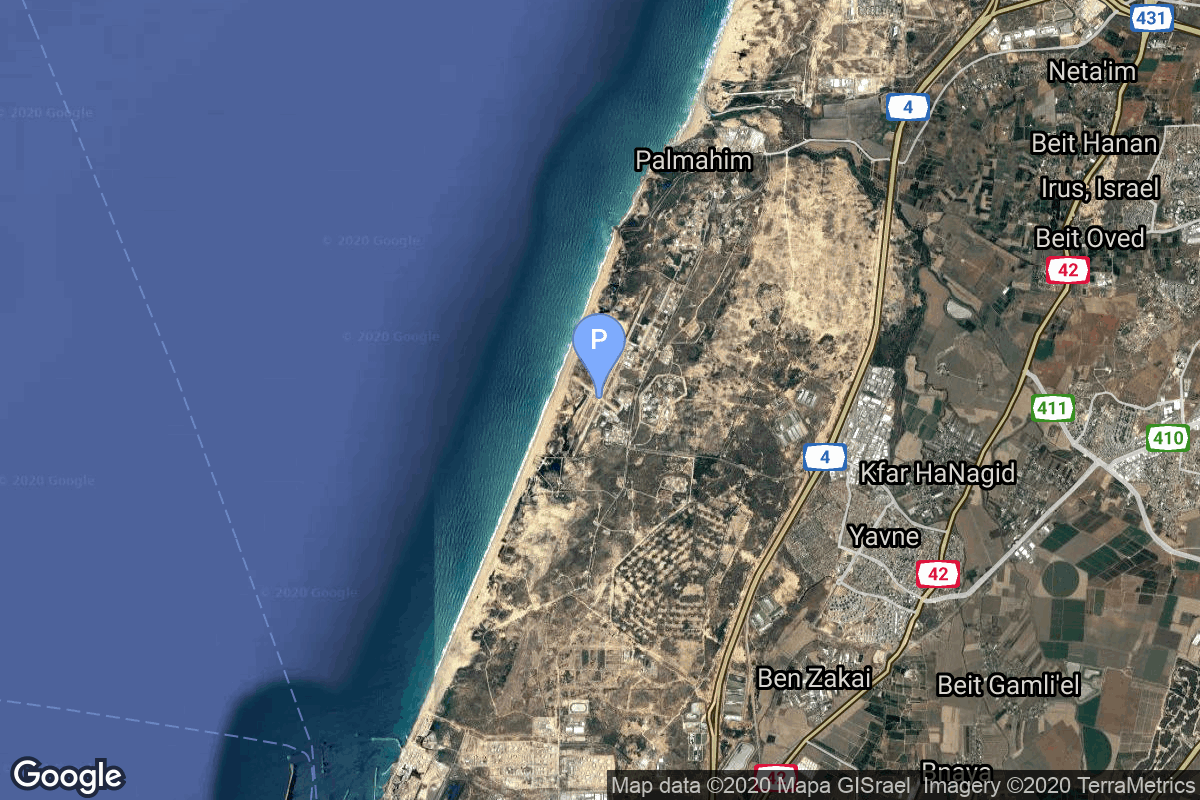 431
Neta'im
4
© 2020 Google
Beit Hanan
Palmahim
Irus, Israel
Beit Oved
© 2020 Google
42
© 2020 Google
P
411
410
4
Kfar HaNagid
© 2020 Google
Yavne
42
© 2020 Google
Ben Zakai
Beit Gamli'el
Bnaya
Google
Map data ©2020 Mapa GISrael Imagery ©2020 TerraMetrics